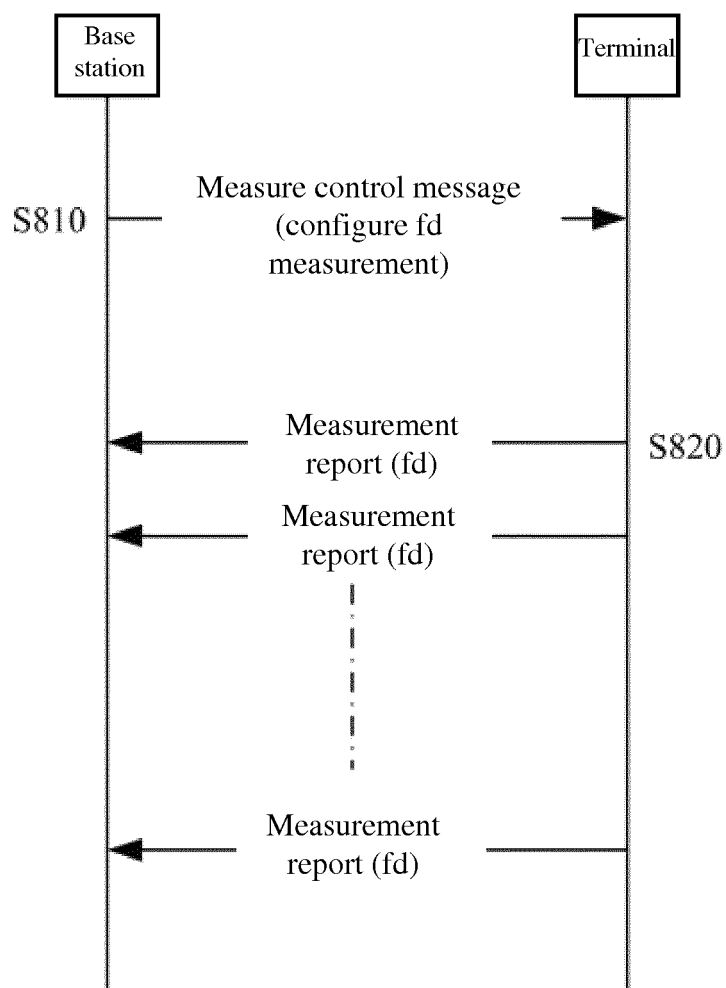 Base
station
Terminal
Measure control message
(configure fd
measurement)
S810
Measurement
report (fd)
S820
Measurement
report (fd)
Measurement
report (fd)